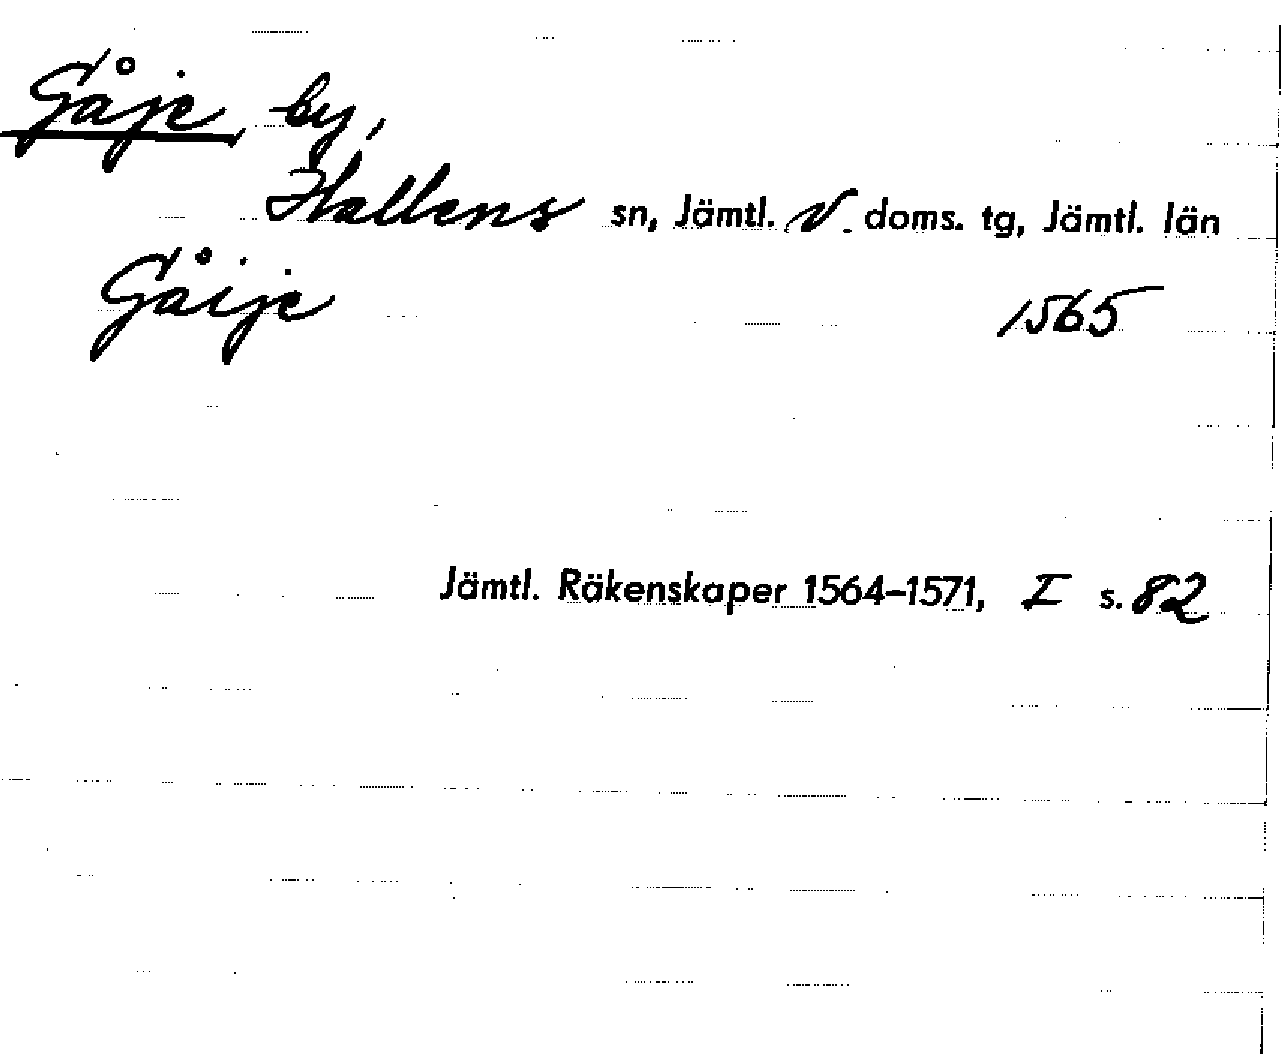 Gåje by,
Hallens sn, Jämtl. V. doms. tg, Jämtl. län
Gåije 1565
Jämtl. Räkenskaper 1564-1571, I s. 82